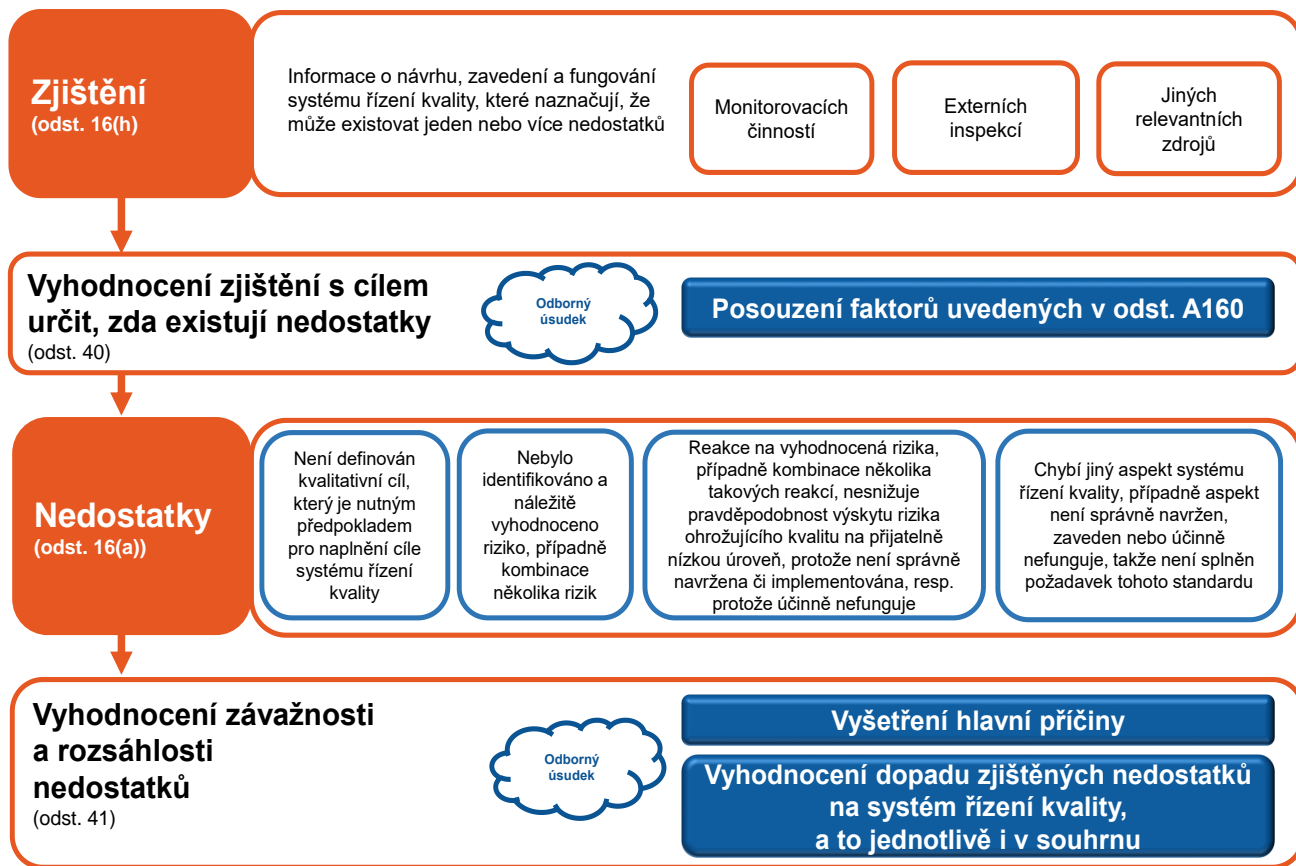 Zjištění
(odst. 16(h)
Informace o návrhu, zavedení a fungování
systému řízení kvality, které naznačují, že
může existovat jeden nebo více nedostatků
Monitorovacích
činností
Externích
inspekcí
Jiných
relevantních
zdrojů
Vyhodnocení zjištění s cílem
určit, zda existují nedostatky
(odst. 40)
Odborný
úsudek
Posouzení faktorů uvedených v odst. A160
Nedostatky
(odst. 16(a))
Není definován
kvalitativní cíl,
který je nutným
předpokladem
pro naplnění cíle
systému řízení
kvality
Nebylo
identifikováno a
náležitě
vyhodnoceno
riziko, případně
kombinace
několika rizik
Reakce na vyhodnocená rizika,
případně kombinace několika
takových reakcí, nesnižuje
pravděpodobnost výskytu rizika
ohrožujícího kvalitu na přijatelně
nízkou úroveň, protože není správně
navržena či implementována, resp.
protože účinně nefunguje
Chybí jiný aspekt systému
řízení kvality, případně aspekt
není správně navržen,
zaveden nebo účinně
nefunguje, takže není splněn
požadavek tohoto standardu
Vyhodnocení závažnosti
a rozsáhlosti
nedostatků
(odst. 41)
Odborný
úsudek
Vyšetření hlavní příčiny
Vyhodnocení dopadu zjištěných nedostatků
na systém řízení kvality,
a to jednotlivě i v souhrnu